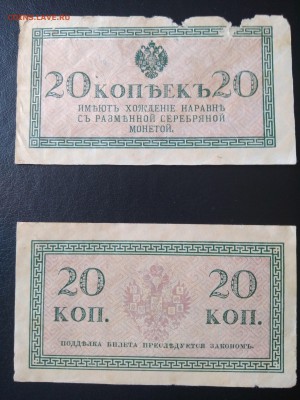 COINS.LAVE.RU
20 КОПѢЕКЪ 20
ИМѢЮТЪ ХОЖДЕНІЕ НАРАВНѢ
СЪ РАЗМѢННОЙ СЕРЕБРЯНОЙ
МОНЕТОЙ.
20 20
КОП. КОП.
ПОДДѢЛКА БИЛЕТА ПРЕСЛѢДУЕТСЯ ЗАКОНОМЪ.